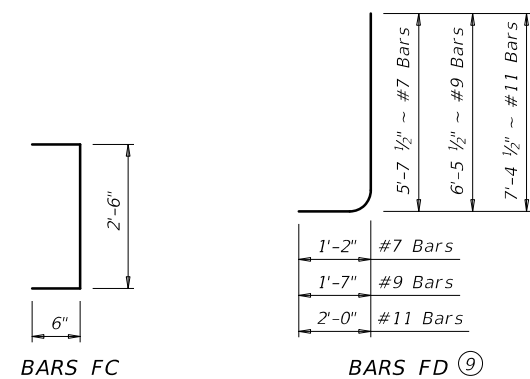 5'-7 ½" ~ #7 Bars
6'-5 ½" ~ #9 Bars
7'-4 ½" ~ #11 Bars
2'-6"
6"
1'-2" #7 Bars
1'-7" #9 Bars
2'-0" #11 Bars
BARS FC
BARS FD 9